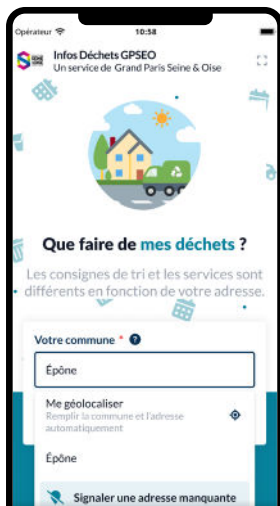 Opérateur 10:58
Infos Déchets GPSEO
Un service de Grand Paris Seine & Oise
Que faire de mes déchets ?
Les consignes de tri et les services sont
différents en fonction de votre adresse.
Votre commune * ?
Épône
Me géolocaliser
Remplir la commune et l'adresse
automatiquement
Épône
Signaler une adresse manquante